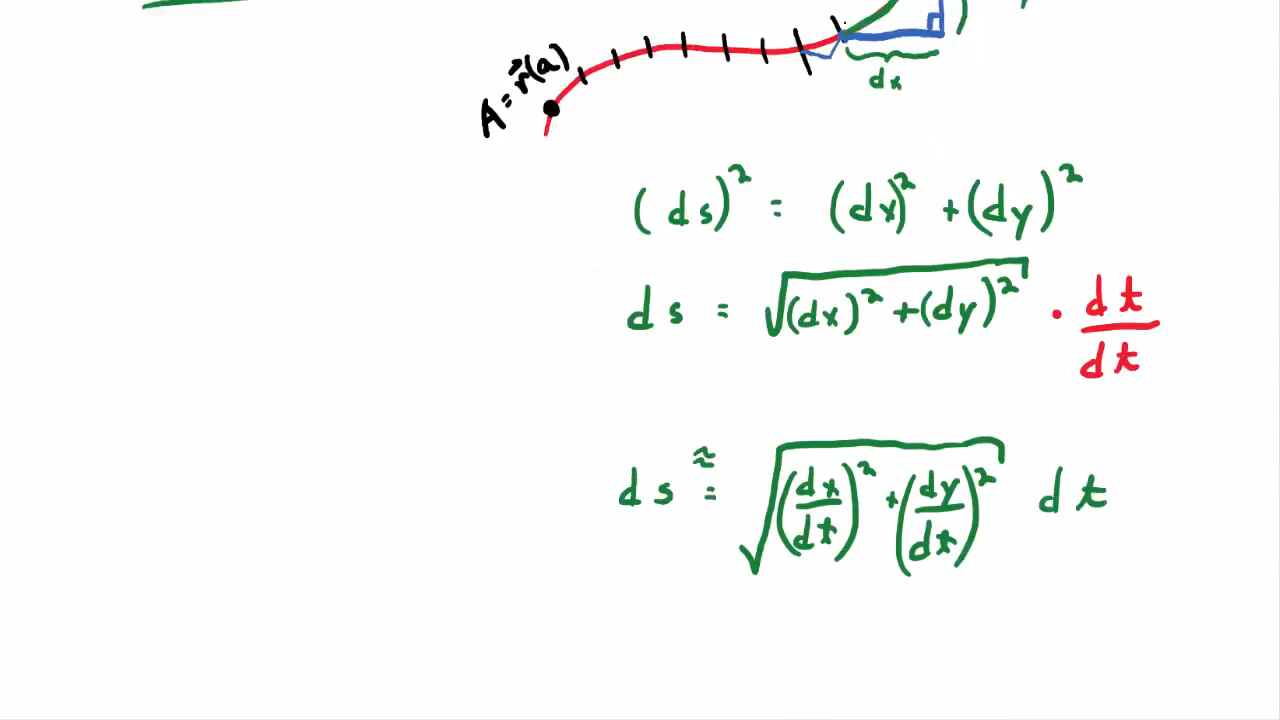 A = r⃗(a)
dx
(ds)² = (dx)² + (dy)²
ds = √((dx)² + (dy)²) · dt/dt
ds ≈= √((dx/dt)² + (dy/dt)²) dt